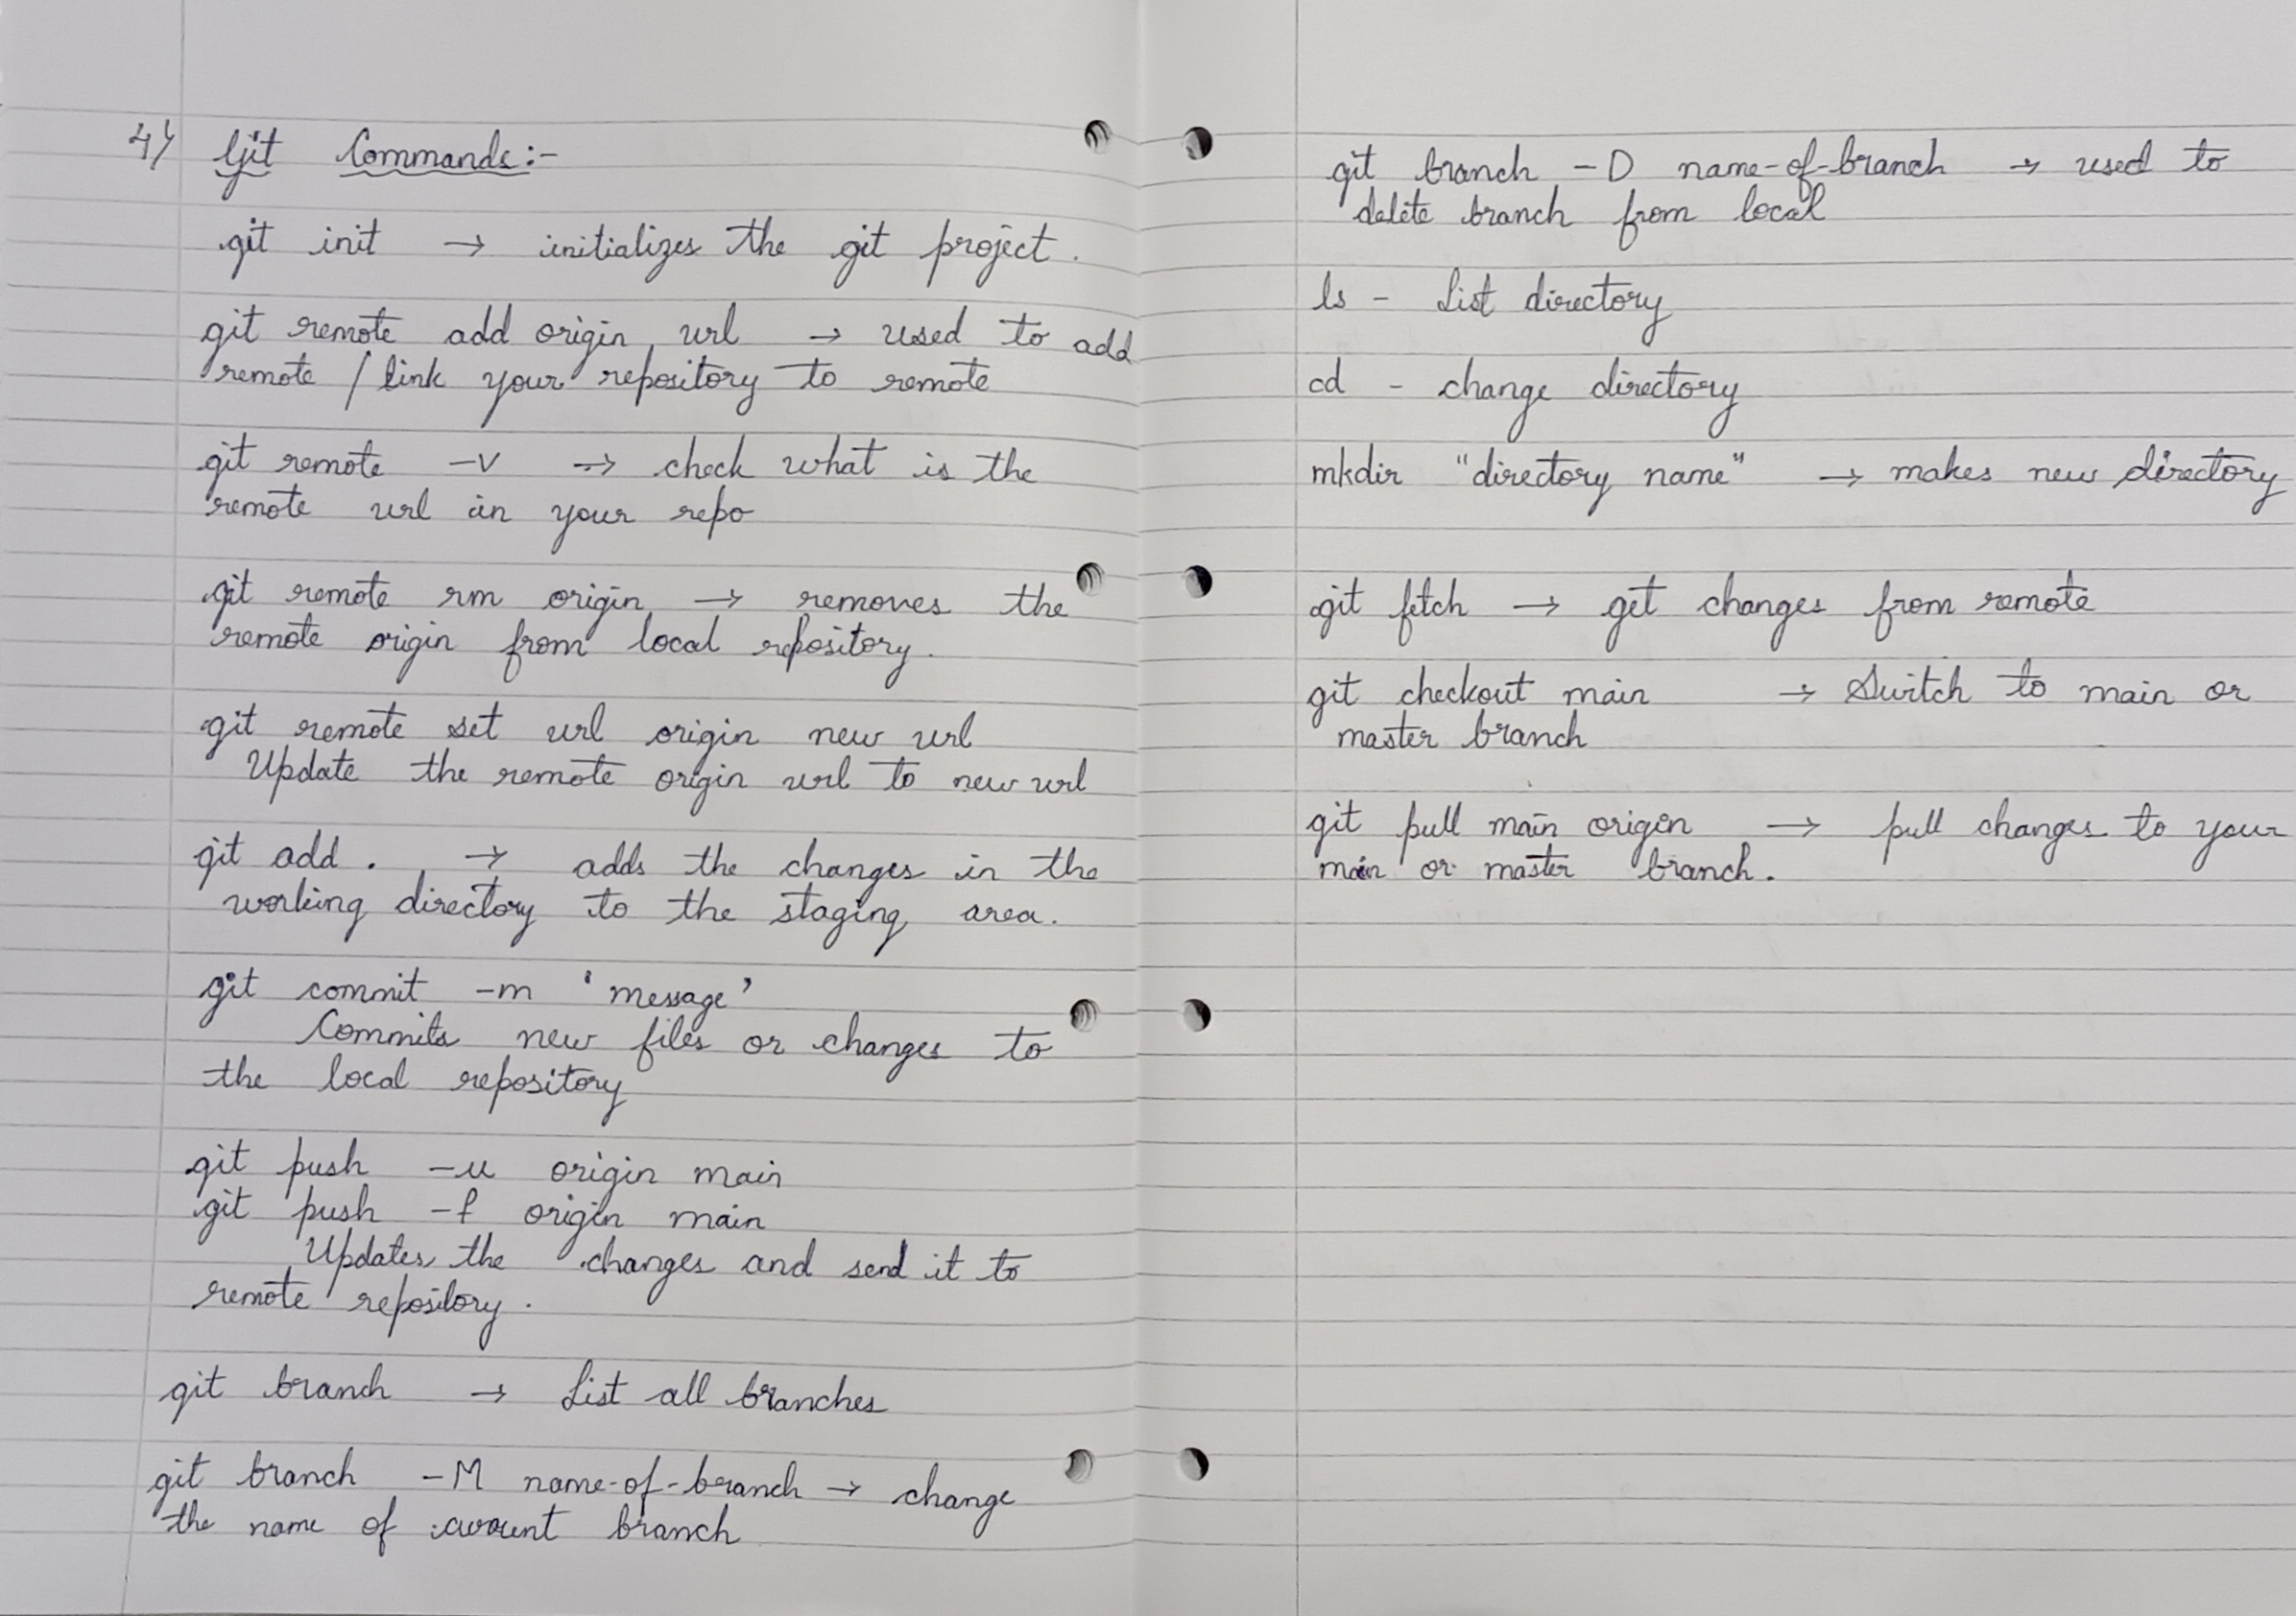 4) Git Commands:-
git init → initializes the git project.
git remote add origin url → used to add
remote / link your repository to remote
git remote -v → check what is the
remote url in your repo
git remote rm origin → removes the
remote origin from local repository.
git remote set url origin new url
Update the remote origin url to new url
git add . → adds the changes in the
working directory to the staging area.
git commit -m 'message'
Commits new files or changes to
the local repository
git push -u origin main
git push -f origin main
Updates the changes and send it to
remote repository.
git branch → List all branches
git branch -M name-of-branch → change
the name of current branch
git branch -D name-of-branch → used to
delete branch from local
ls - List directory
cd - change directory
mkdir "directory name" → makes new directory
git fetch → get changes from remote
git checkout main → Switch to main or
master branch
git pull main origin → pull changes to your
main or master branch.